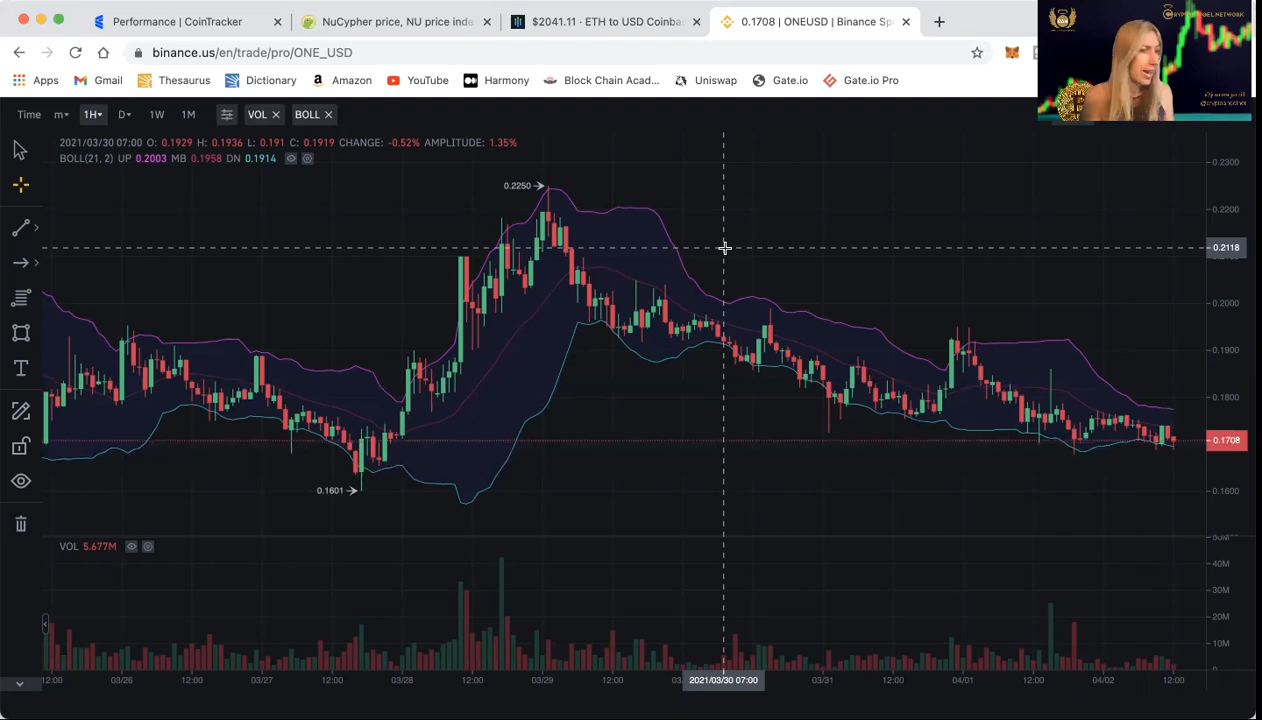 Performance | CoinTracker
NuCypher price, NU price inde
$2041.11 · ETH to USD Coinba
0.1708 | ONEUSD | Binance Sp
binance.us/en/trade/pro/ONE_USD
Apps Gmail Thesaurus Dictionary Amazon YouTube Harmony Block Chain Acad... Uniswap Gate.io Gate.io Pro
Time m 1H D 1W 1M VOL BOLL
2021/03/30 07:00 O: 0.1929 H: 0.1936 L: 0.191 C: 0.1919 CHANGE: -0.52% AMPLITUDE: 1.35%
BOLL(21, 2) UP 0.2003 MB 0.1958 DN 0.1914
0.2300
0.2250
0.2200
0.2118
0.2000
0.1900
0.1800
0.1708
0.1601
0.1600
T
VOL 5.677M
50M
40M
30M
20M
10M
0
12:00 03/26 12:00 03/27 12:00 03/28 12:00 03/29 12:00 2021/03/30 07:00 03/31 12:00 04/01 12:00 04/02 12:00